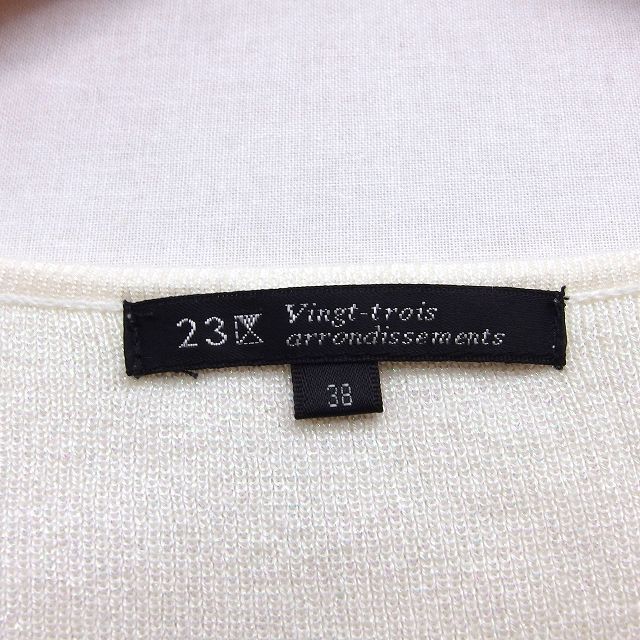 23区
Vingt-trois
arrondissements
38